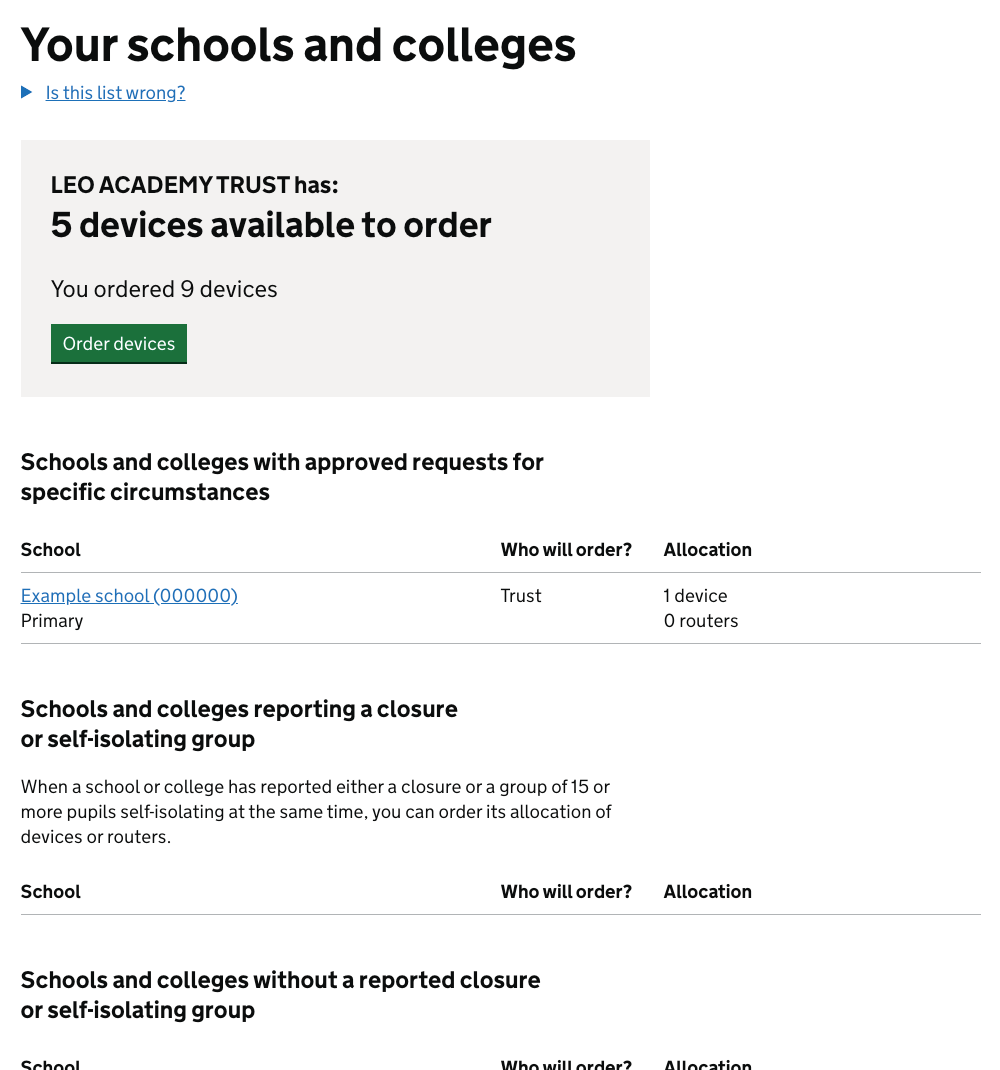 Your schools and colleges
Is this list wrong?
LEO ACADEMY TRUST has:
5 devices available to order
You ordered 9 devices
Order devices
Schools and colleges with approved requests for
specific circumstances
School Who will order? Allocation
Example school (000000) Trust 1 device
Primary 0 routers
Schools and colleges reporting a closure
or self-isolating group
When a school or college has reported either a closure or a group of 15 or
more pupils self-isolating at the same time, you can order its allocation of
devices or routers.
School Who will order? Allocation
Schools and colleges without a reported closure
or self-isolating group
School Who will order? Allocation